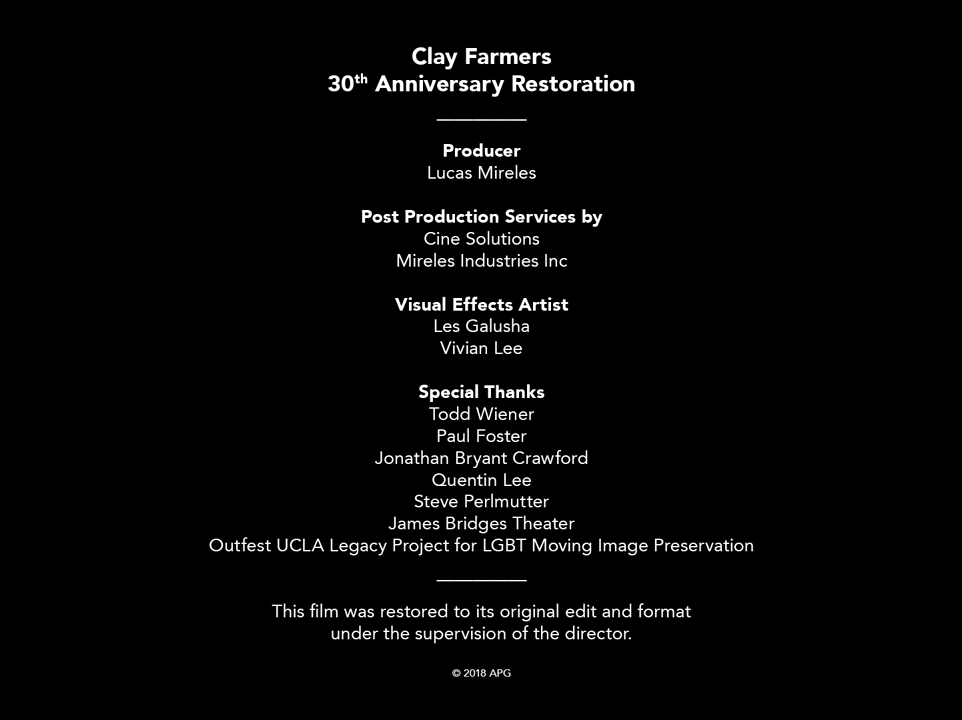 Clay Farmers
30th Anniversary Restoration
Producer
Lucas Mireles
Post Production Services by
Cine Solutions
Mireles Industries Inc
Visual Effects Artist
Les Galusha
Vivian Lee
Special Thanks
Todd Wiener
Paul Foster
Jonathan Bryant Crawford
Quentin Lee
Steve Perlmutter
James Bridges Theater
Outfest UCLA Legacy Project for LGBT Moving Image Preservation
This film was restored to its original edit and format
under the supervision of the director.
© 2018 APG